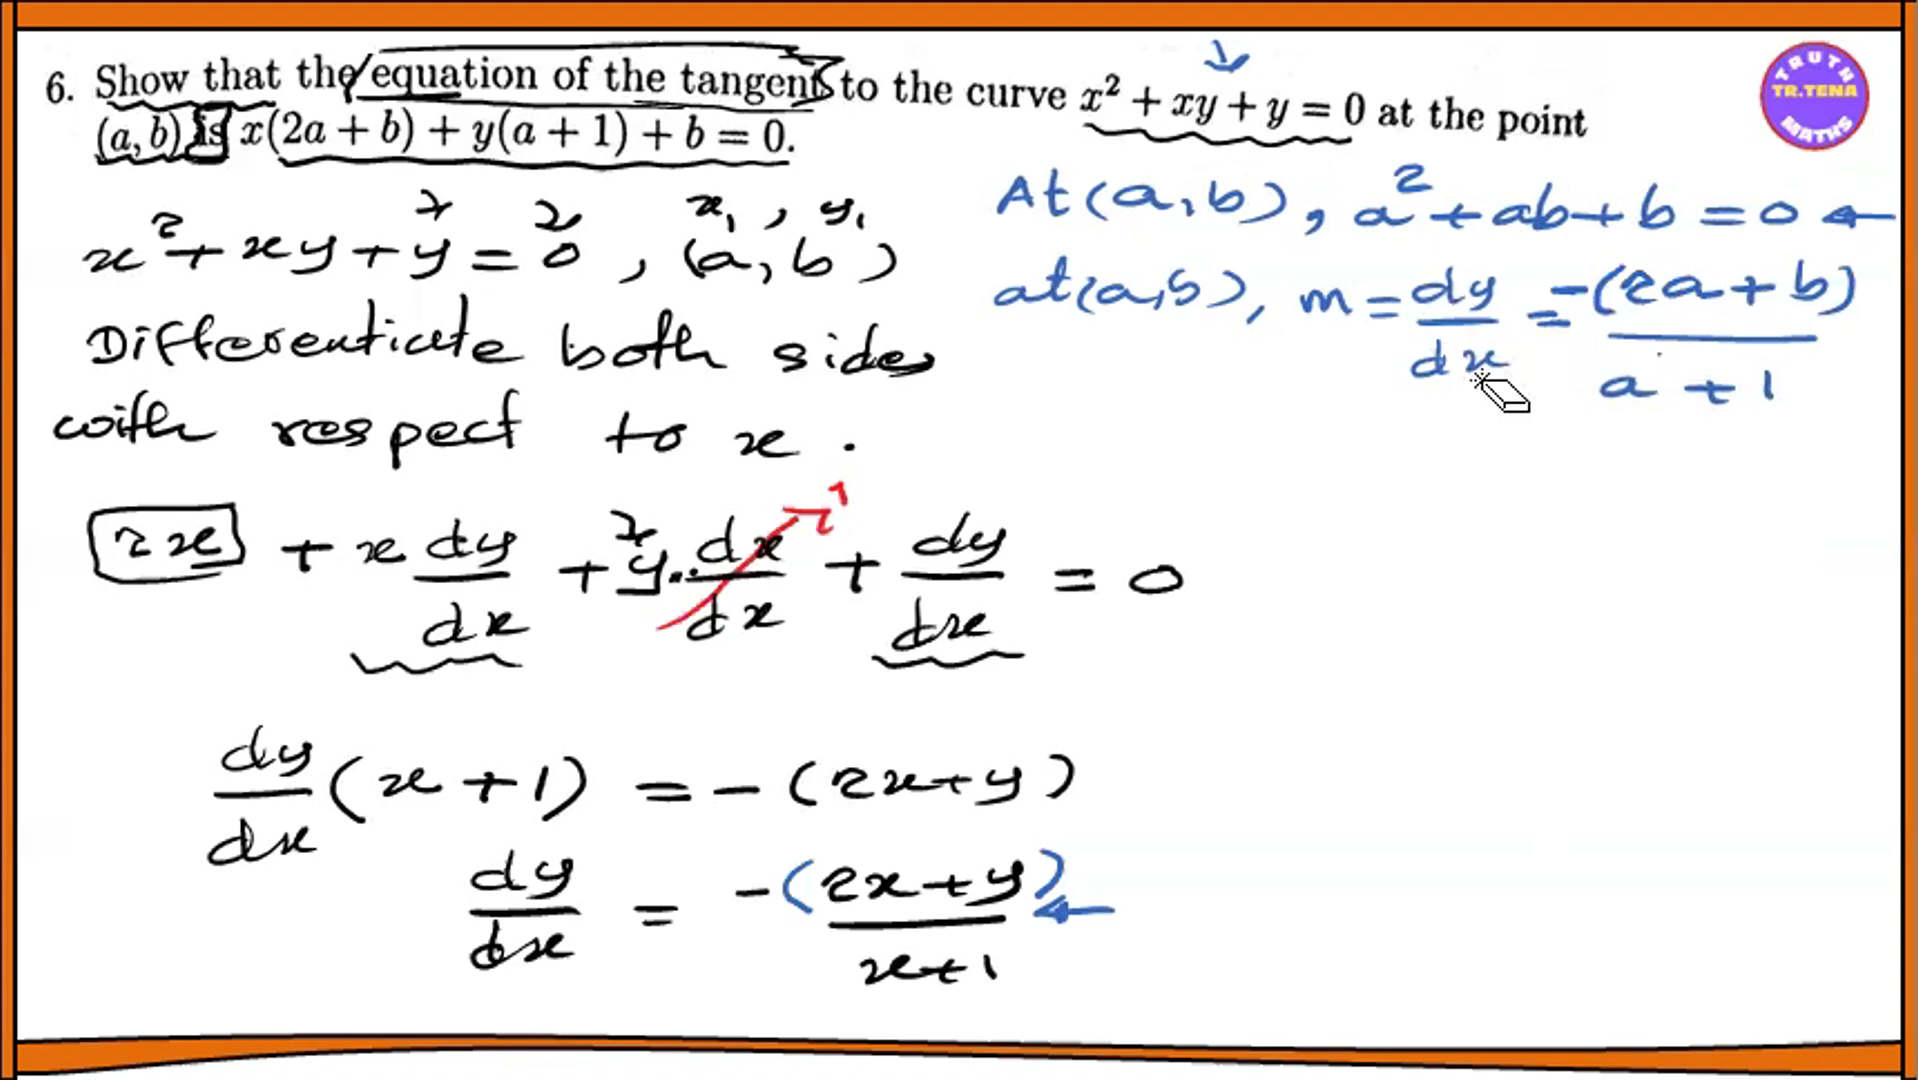 6. Show that the equation of the tangent to the curve x² + xy + y = 0 at the point
(a, b) is x(2a + b) + y(a + 1) + b = 0.
TRUTH
TR.TENA
MATHS
x² + xy + y = 0 , (a, b)
x₁ , y₁
Differentiate both sides
with respect to x .
2x + x dy/dx + y . dx/dx + dy/dx = 0
1
dy/dx (x + 1) = - (2x + y)
dy/dx = -(2x + y)/x+1
At (a, b) , a² + ab + b = 0
at (a, b) , m = dy/dx = -(2a + b)/a + 1